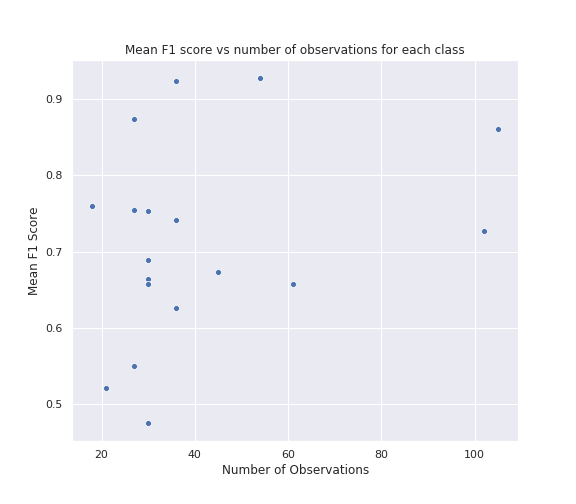 Mean F1 score vs number of observations for each class
0.9
0.8
0.7
0.6
0.5
Mean F1 Score
20 40 60 80 100
Number of Observations